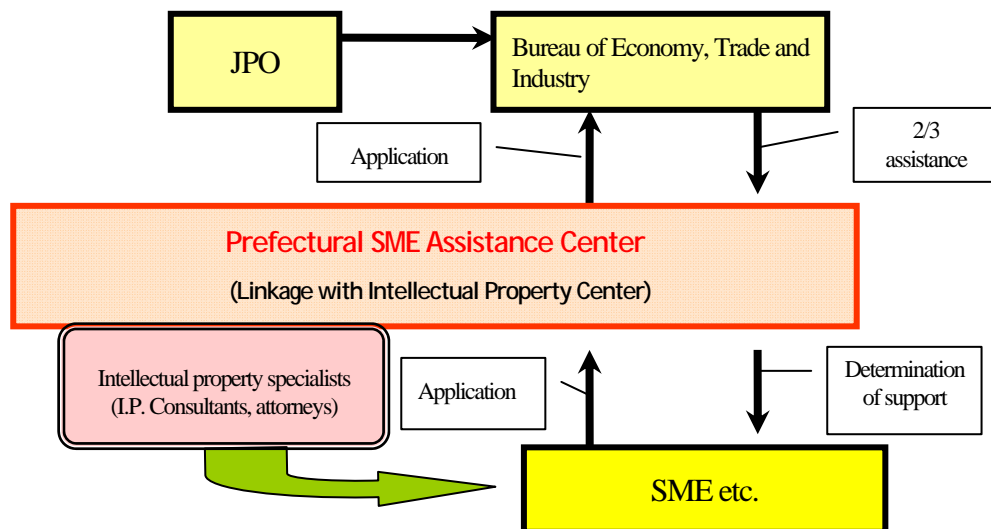 JPO
Bureau of Economy, Trade and
Industry
Application
2/3
assistance
Prefectural SME Assistance Center
(Linkage with Intellectual Property Center)
Intellectual property specialists
(I.P. Consultants, attorneys)
Application
Determination
of support
SME etc.